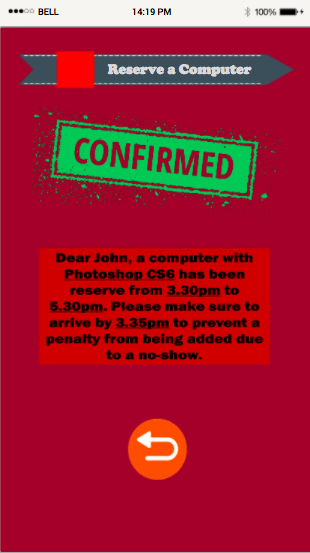 BELL 14:19 PM 100%
Reserve a Computer
CONFIRMED
Dear John, a computer with
Photoshop CS6 has been
reserve from 3.30pm to
5.30pm. Please make sure to
arrive by 3.35pm to prevent a
penalty from being added due
to a no-show.